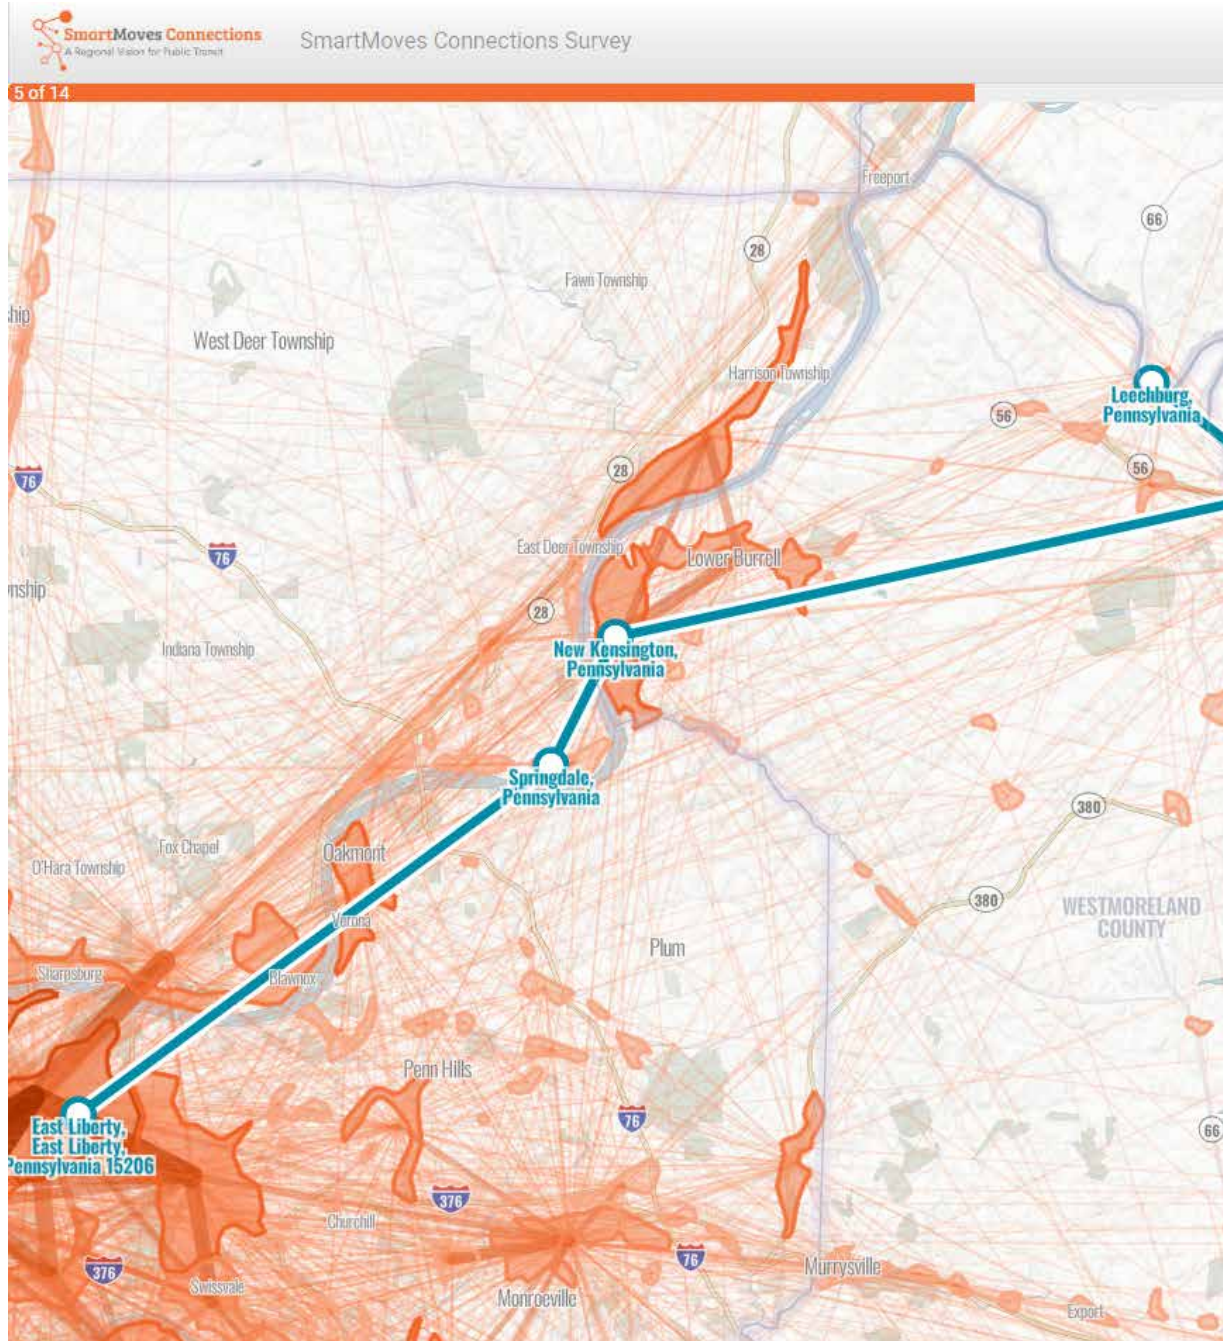 SmartMoves Connections
A Regional Vision for Public Transit
SmartMoves Connections Survey
5 of 14
Freeport
66
28
Fawn Township
hip
West Deer Township
Harrison Township
Leechburg,
Pennsylvania
56
28
56
76
East Deer Township
Lower Burrell
76
nship
28
Indiana Township
New Kensington,
Pennsylvania
Springdale,
Pennsylvania
380
Fox Chapel
Oakmont
O'Hara Township
380
WESTMORELAND
COUNTY
Verona
Plum
Sharpsburg
Blawnox
Penn Hills
76
66
East Liberty,
East Liberty,
Pennsylvania 15206
376
Churchill
376
76
Murrysville
Swissvale
Monroeville
Export